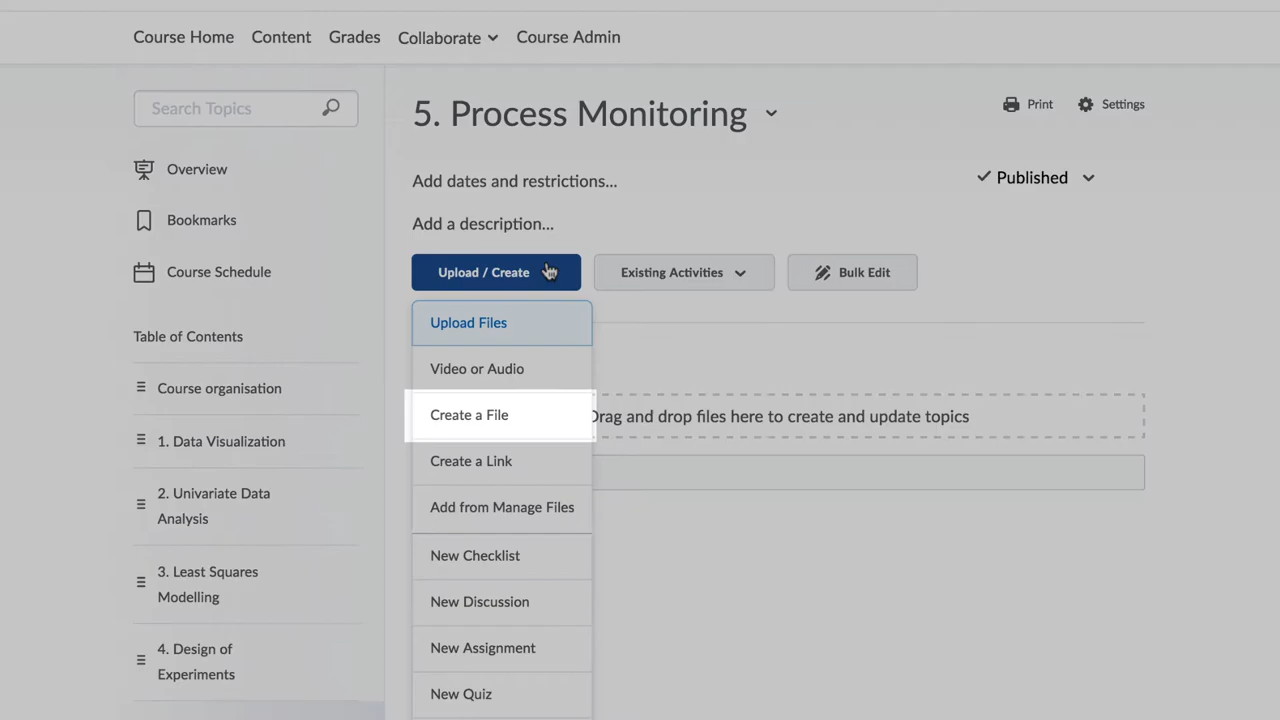 Course Home Content Grades Collaborate Course Admin
Search Topics
Overview
Bookmarks
Course Schedule
Table of Contents
Course organisation
1. Data Visualization
2. Univariate Data
Analysis
3. Least Squares
Modelling
4. Design of
Experiments
5. Process Monitoring
Print Settings
Add dates and restrictions...
Published
Add a description...
Upload / Create Existing Activities Bulk Edit
Upload Files
Video or Audio
Create a File
Drag and drop files here to create and update topics
Create a Link
Add from Manage Files
New Checklist
New Discussion
New Assignment
New Quiz